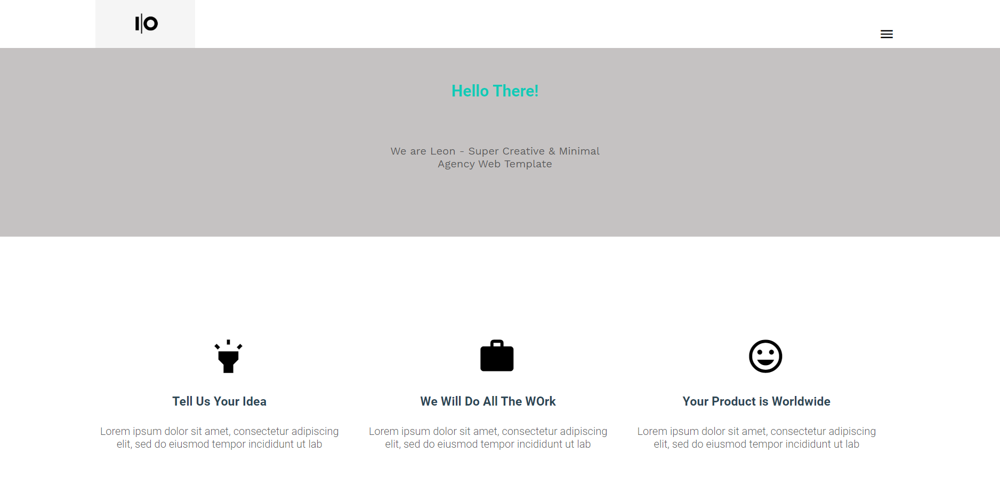 I|O
Hello There!
We are Leon - Super Creative & Minimal
Agency Web Template
Tell Us Your Idea
Lorem ipsum dolor sit amet, consectetur adipiscing
elit, sed do eiusmod tempor incididunt ut lab
We Will Do All The WOrk
Lorem ipsum dolor sit amet, consectetur adipiscing
elit, sed do eiusmod tempor incididunt ut lab
Your Product is Worldwide
Lorem ipsum dolor sit amet, consectetur adipiscing
elit, sed do eiusmod tempor incididunt ut lab